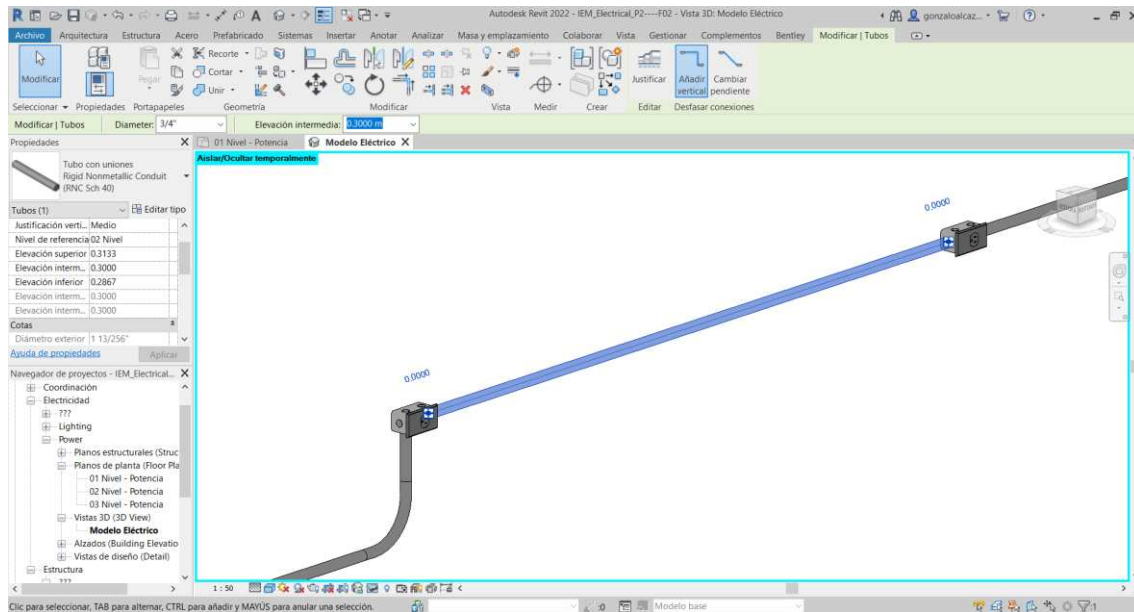 Autodesk Revit 2022 - IEM_Electrical_P2----F02 - Vista 3D: Modelo Eléctrico
gonzaloalcaz...
Archivo Arquitectura Estructura Acero Prefabricado Sistemas Insertar Anotar Analizar Masa y emplazamiento Colaborar Vista Gestionar Complementos Bentley Modificar | Tubos
Modificar
Pegar
Recorte
Cortar
Unir
Justificar
Añadir vertical
Cambiar pendiente
Seleccionar Propiedades Portapapeles Geometría Modificar Vista Medir Crear Editar Desfasar conexiones
Modificar | Tubos Diameter: 3/4" Elevación intermedia: 0.3000 m
Propiedades X 01 Nivel - Potencia Modelo Eléctrico X
Aislar/Ocultar temporalmente
Tubo con uniones
Rigid Nonmetallic Conduit
(RNC Sch 40)
Tubos (1) Editar tipo
Justificación verti... Medio
Nivel de referencia 02 Nivel
Elevación superior 0.3133
Elevación interm... 0.3000
Elevación inferior 0.2867
Elevación interm... 0.3000
Elevación interm... 0.3000
Cotas
Diámetro exterior 1 13/256"
Ayuda de propiedades Aplicar
Navegador de proyectos - IEM_Electrical... X
Coordinación
Electricidad
???
Lighting
Power
Planos estructurales (Struc
Planos de planta (Floor Pla
01 Nivel - Potencia
02 Nivel - Potencia
03 Nivel - Potencia
Vistas 3D (3D View)
Modelo Eléctrico
Alzados (Building Elevatio
Vistas de diseño (Detail)
Estructura
???
0.0000
0.0000
1 : 50
Clic para seleccionar, TAB para alternar, CTRL para añadir y MAYÚS para anular una selección.
:0
Modelo base
:1